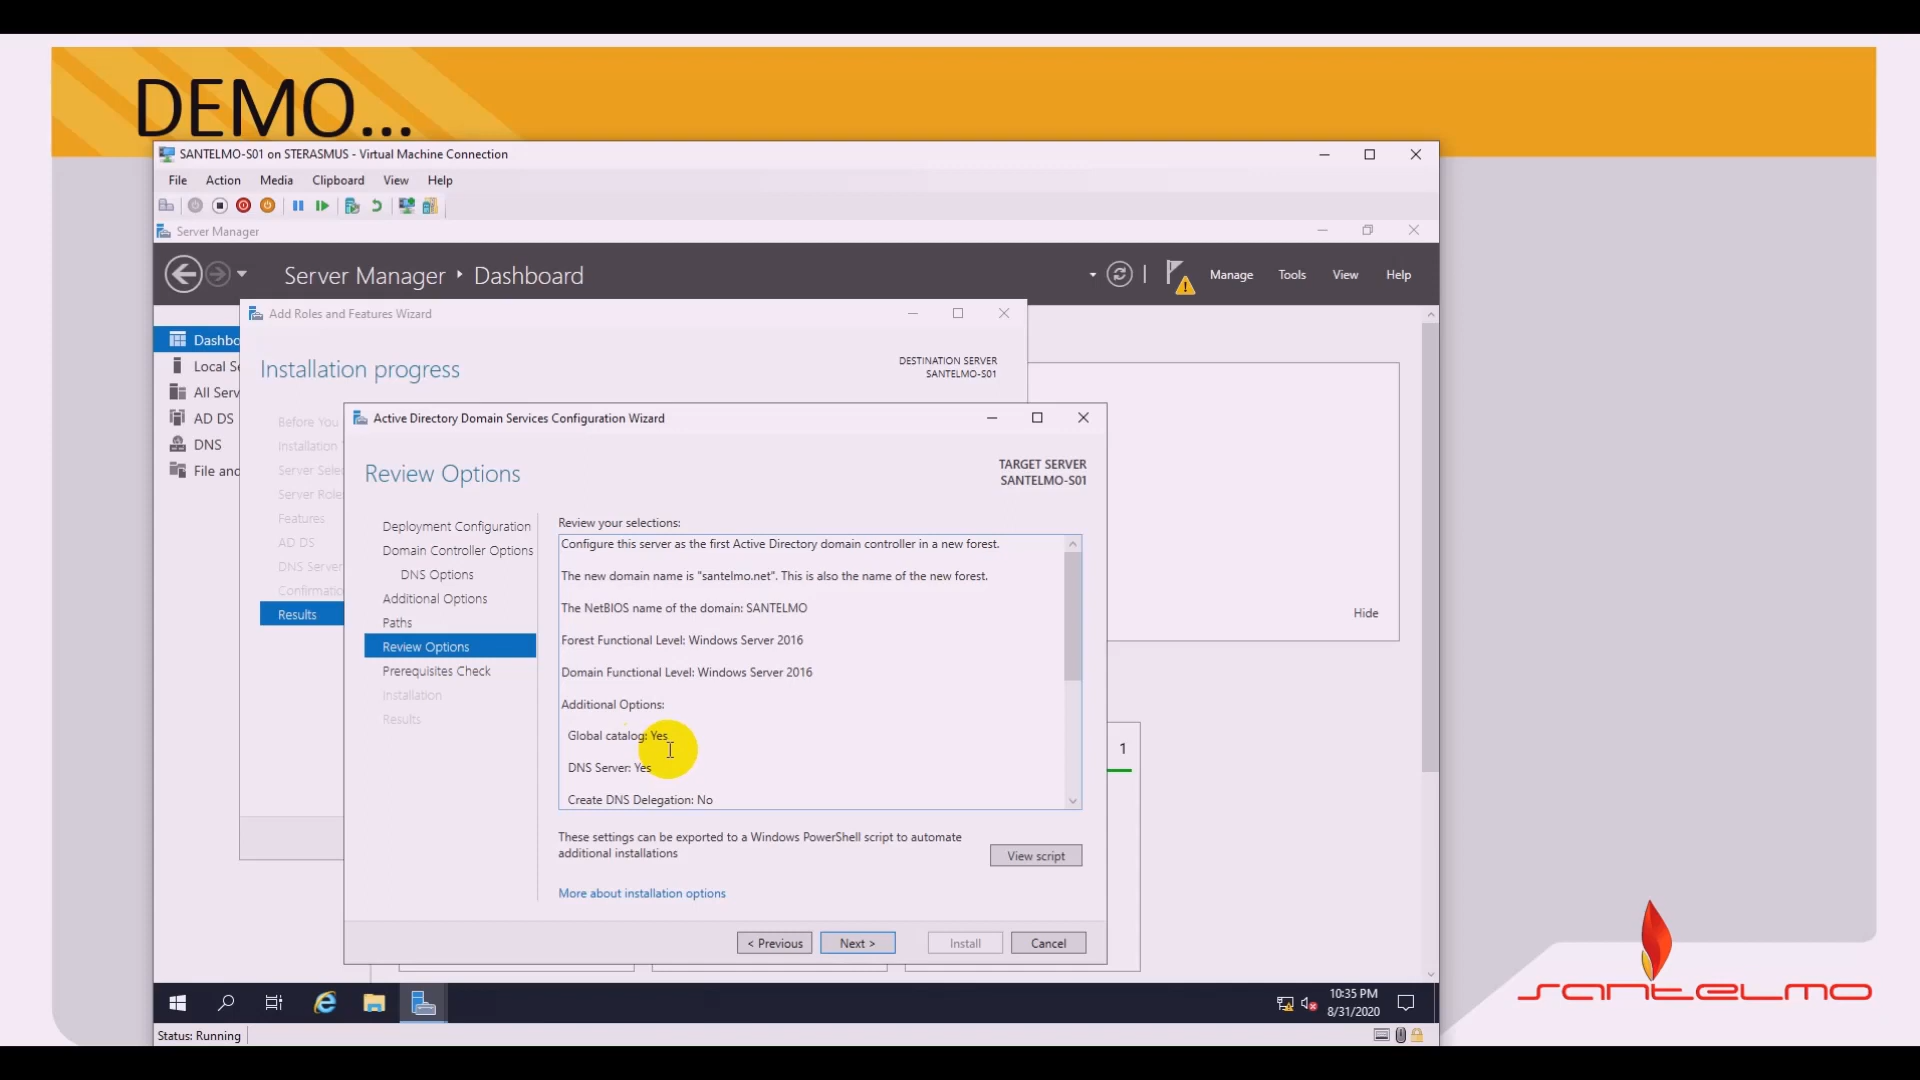 DEMO...
SANTELMO-S01 on STERASMUS - Virtual Machine Connection
File Action Media Clipboard View Help
Server Manager
Server Manager • Dashboard
Manage Tools View Help
Add Roles and Features Wizard
Dashbo
Local Se
All Serv
AD DS
DNS
File and
Installation progress
DESTINATION SERVER
SANTELMO-S01
Before You
Installation
Server Sele
Server Role
Features
AD DS
DNS Server
Confirmatio
Results
Active Directory Domain Services Configuration Wizard
Review Options
TARGET SERVER
SANTELMO-S01
Deployment Configuration
Domain Controller Options
DNS Options
Additional Options
Paths
Review Options
Prerequisites Check
Installation
Results
Review your selections:
Configure this server as the first Active Directory domain controller in a new forest.
The new domain name is "santelmo.net". This is also the name of the new forest.
The NetBIOS name of the domain: SANTELMO
Forest Functional Level: Windows Server 2016
Domain Functional Level: Windows Server 2016
Additional Options:
Global catalog: Yes
DNS Server: Yes
Create DNS Delegation: No
These settings can be exported to a Windows PowerShell script to automate
additional installations
View script
More about installation options
< Previous Next > Install Cancel
Hide
1
10:35 PM
8/31/2020
Status: Running
santelmo